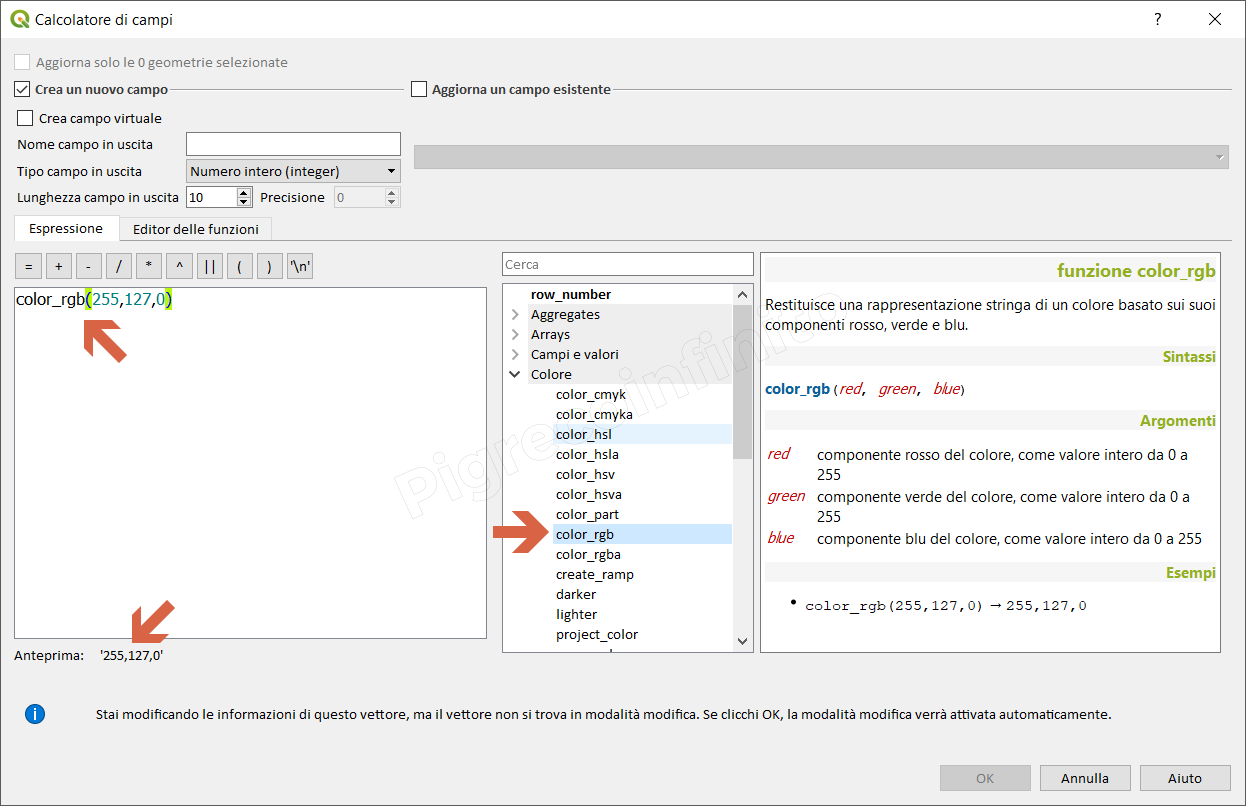 Calcolatore di campi
?
Aggiorna solo le 0 geometrie selezionate
Crea un nuovo campo
Aggiorna un campo esistente
Crea campo virtuale
Nome campo in uscita
Tipo campo in uscita
Numero intero (integer)
Lunghezza campo in uscita
10
Precisione
0
Espressione
Editor delle funzioni
= + - / * ^ || ( ) '\n'
color_rgb(255,127,0)
Anteprima: '255,127,0'
Cerca
row_number
Aggregates
Arrays
Campi e valori
Colore
color_cmyk
color_cmyka
color_hsl
color_hsla
color_hsv
color_hsva
color_part
color_rgb
color_rgba
create_ramp
darker
lighter
project_color
funzione color_rgb
Restituisce una rappresentazione stringa di un colore basato sui suoi
componenti rosso, verde e blu.
Sintassi
color_rgb(red, green, blue)
Argomenti
red componente rosso del colore, come valore intero da 0 a
255
green componente verde del colore, come valore intero da 0 a
255
blue componente blu del colore, come valore intero da 0 a 255
Esempi
• color_rgb(255,127,0) → 255,127,0
Pigrecoinfinito
i
Stai modificando le informazioni di questo vettore, ma il vettore non si trova in modalità modifica. Se clicchi OK, la modalità modifica verrà attivata automaticamente.
OK
Annulla
Aiuto